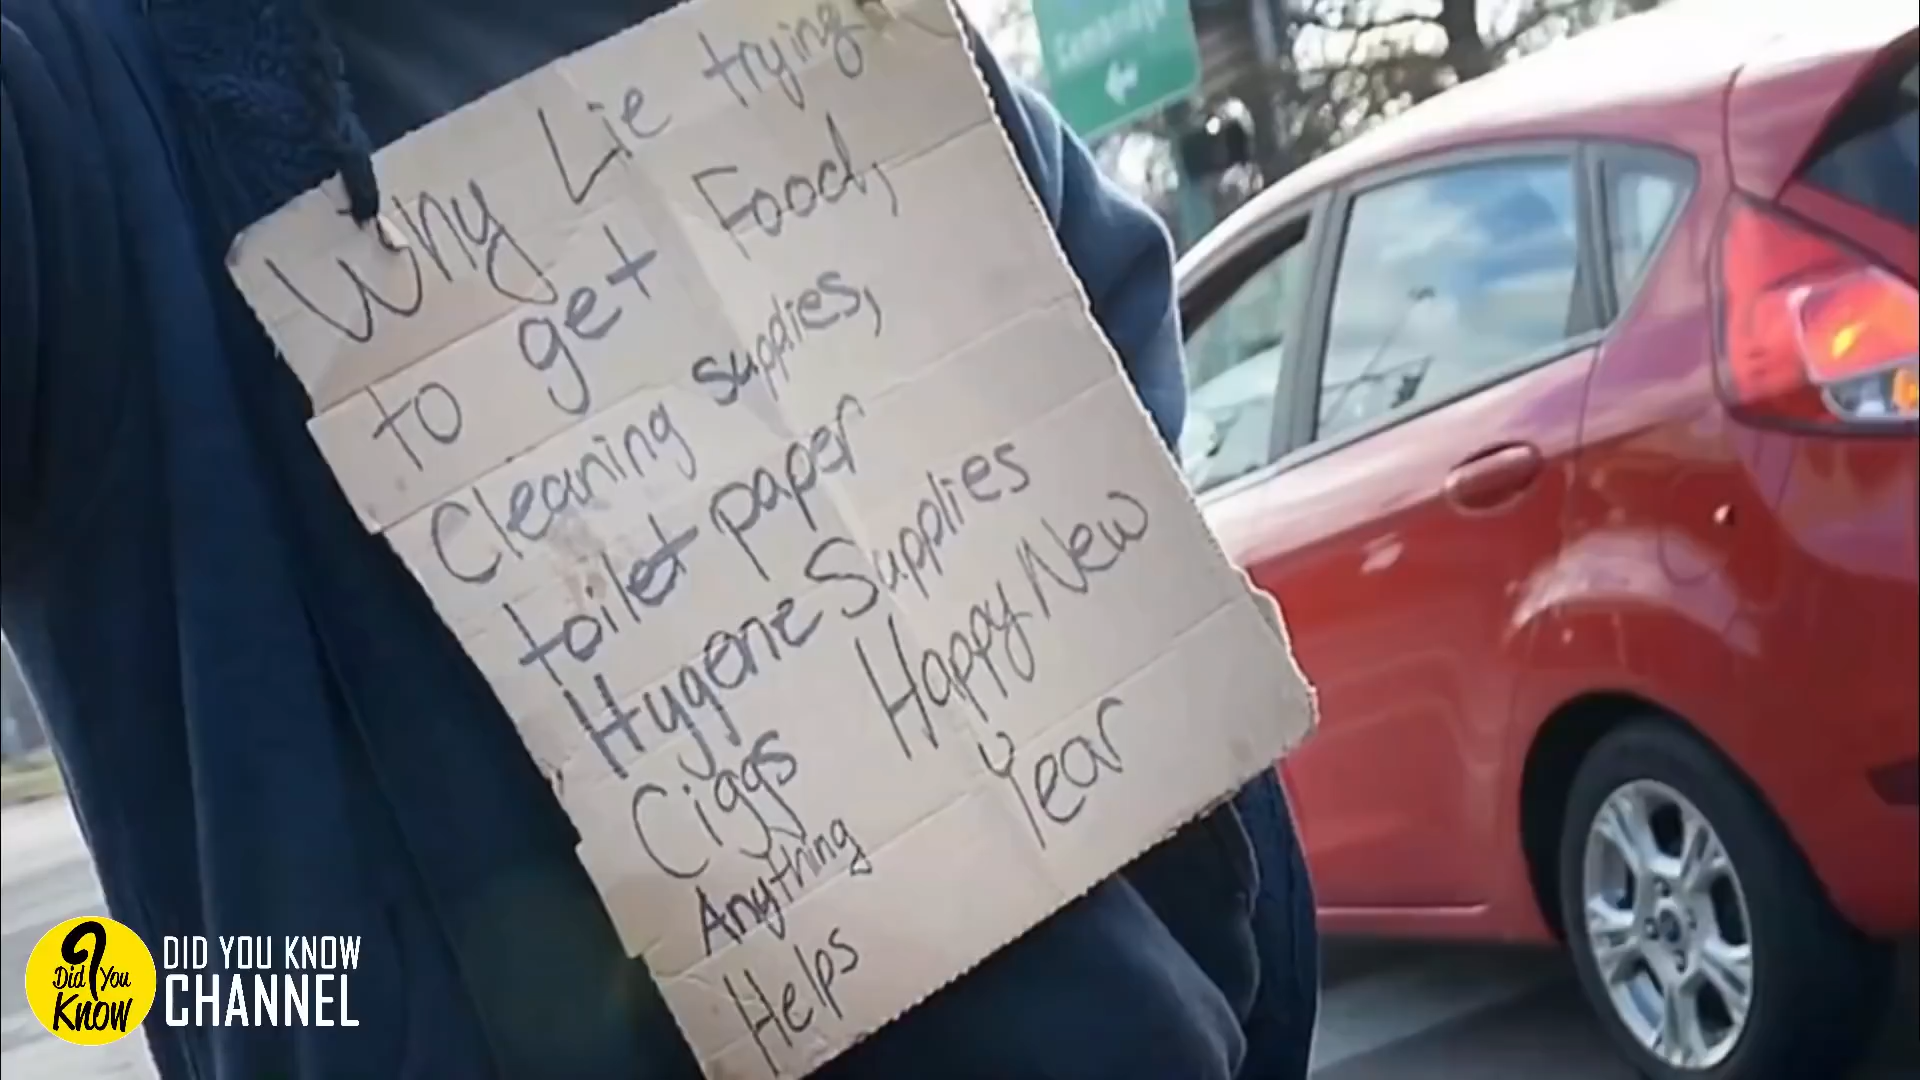 Why Lie trying
to get Food,
Cleaning supplies,
toilet paper
Hygene Supplies
Ciggs
Anything
Helps
Happy New
Year
Did You
Know
DID YOU KNOW
CHANNEL